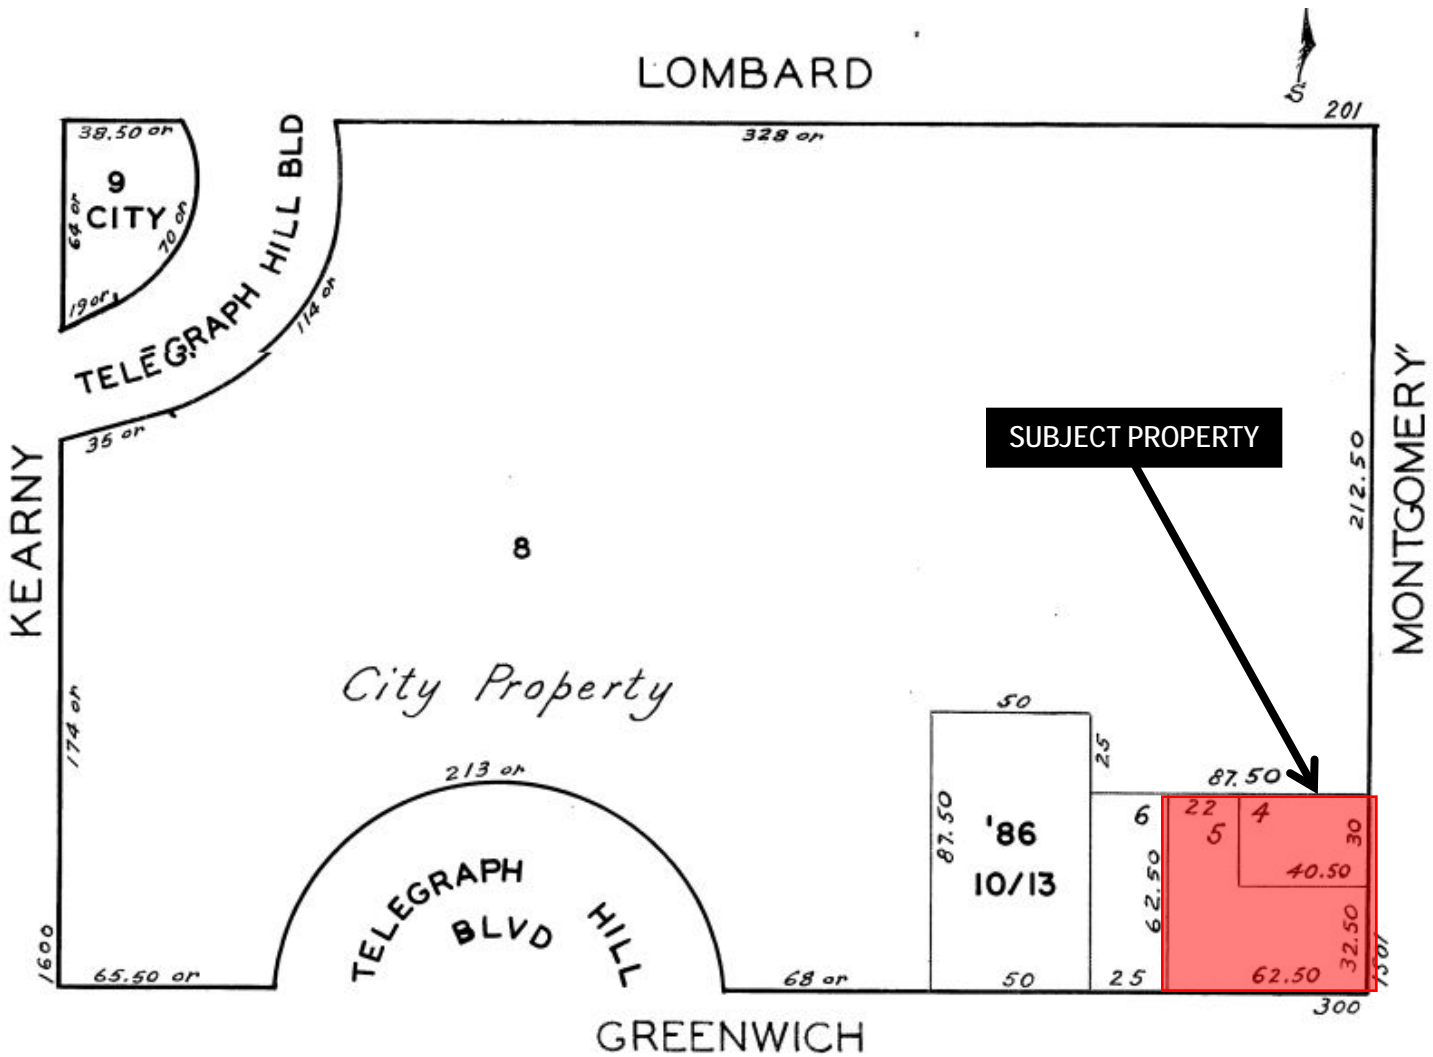 LOMBARD
S
201
38.50 or
328 or
9
CITY
64 or
70 or
19 or
TELEGRAPH HILL BLD
114 or
35 or
KEARNY
SUBJECT PROPERTY
MONTGOMERY
212.50
8
City Property
174 or
213 or
50
25
87.50
87.50
'86
10/13
6
22
5
4
30
40.50
62.50
32.50
TELEGRAPH HILL
BLVD
1600
65.50 or
68 or
50
25
62.50
1501
300
GREENWICH